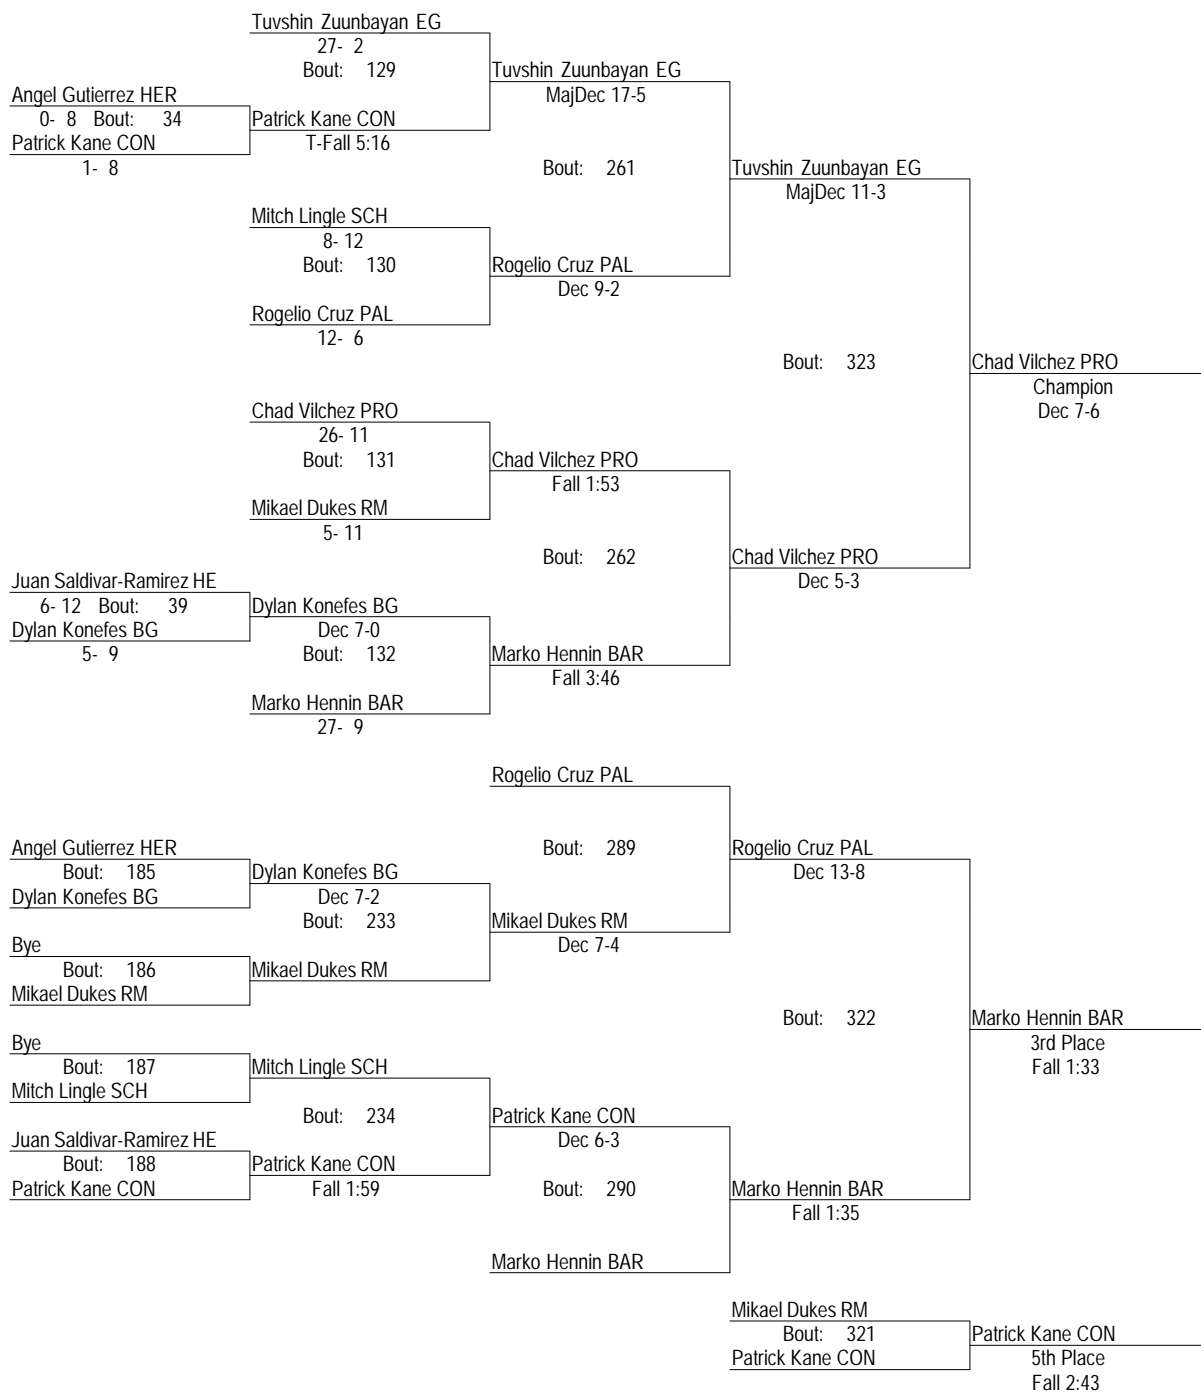 Tuvshin Zuunbayan EG
27- 2
Bout: 129
Tuvshin Zuunbayan EG
MajDec 17-5
Angel Gutierrez HER
0- 8 Bout: 34
Patrick Kane CON
Patrick Kane CON
T-Fall 5:16
1- 8
Bout: 261
Tuvshin Zuunbayan EG
MajDec 11-3
Mitch Lingle SCH
8- 12
Bout: 130
Rogelio Cruz PAL
Dec 9-2
Rogelio Cruz PAL
12- 6
Bout: 323
Chad Vilchez PRO
Champion
Dec 7-6
Chad Vilchez PRO
26- 11
Bout: 131
Chad Vilchez PRO
Fall 1:53
Mikael Dukes RM
5- 11
Bout: 262
Chad Vilchez PRO
Dec 5-3
Juan Saldivar-Ramirez HE
6- 12 Bout: 39
Dylan Konefes BG
Dylan Konefes BG
Dec 7-0
5- 9
Bout: 132
Marko Hennin BAR
Fall 3:46
Marko Hennin BAR
27- 9
Rogelio Cruz PAL
Bout: 289
Rogelio Cruz PAL
Dec 13-8
Angel Gutierrez HER
Bout: 185
Dylan Konefes BG
Dylan Konefes BG
Dec 7-2
Bout: 233
Mikael Dukes RM
Dec 7-4
Bye
Bout: 186
Mikael Dukes RM
Mikael Dukes RM
Bout: 322
Marko Hennin BAR
3rd Place
Fall 1:33
Bye
Bout: 187
Mitch Lingle SCH
Mitch Lingle SCH
Bout: 234
Patrick Kane CON
Dec 6-3
Juan Saldivar-Ramirez HE
Bout: 188
Patrick Kane CON
Patrick Kane CON
Fall 1:59
Bout: 290
Marko Hennin BAR
Fall 1:35
Marko Hennin BAR
Mikael Dukes RM
Bout: 321
Patrick Kane CON
Patrick Kane CON
5th Place
Fall 2:43